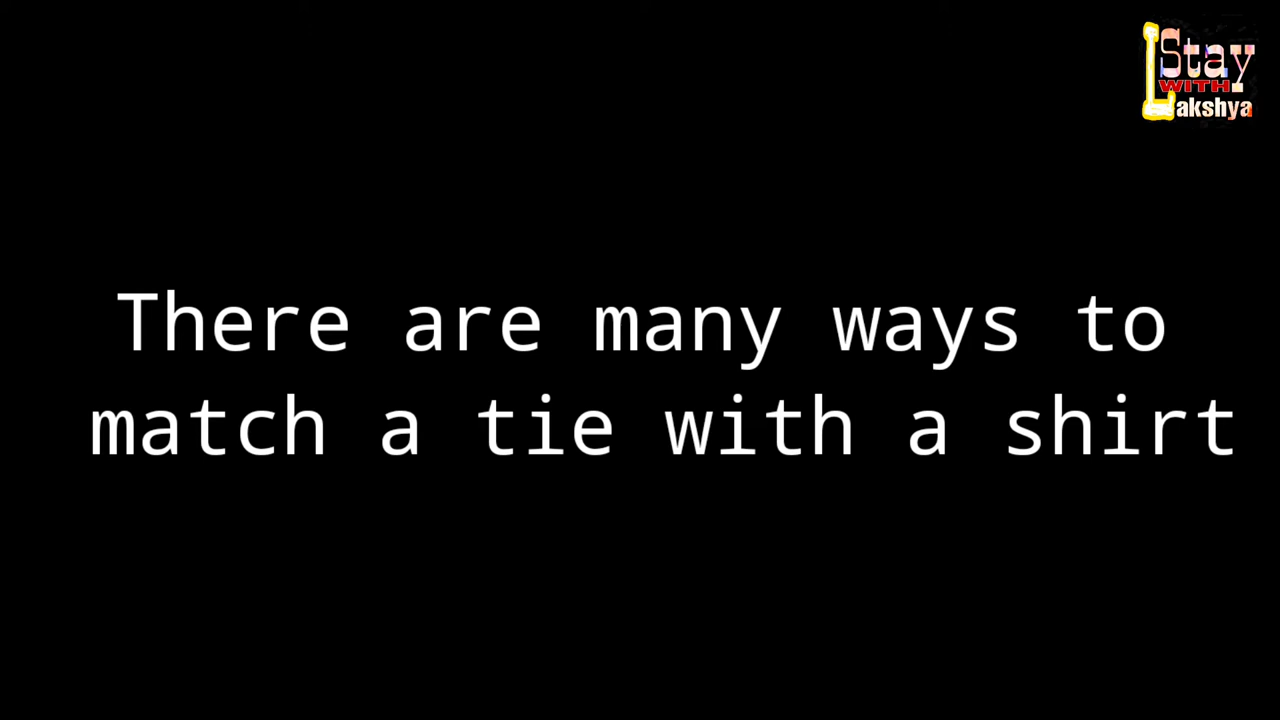 Stay
WITH
Lakshya
There are many ways to
match a tie with a shirt